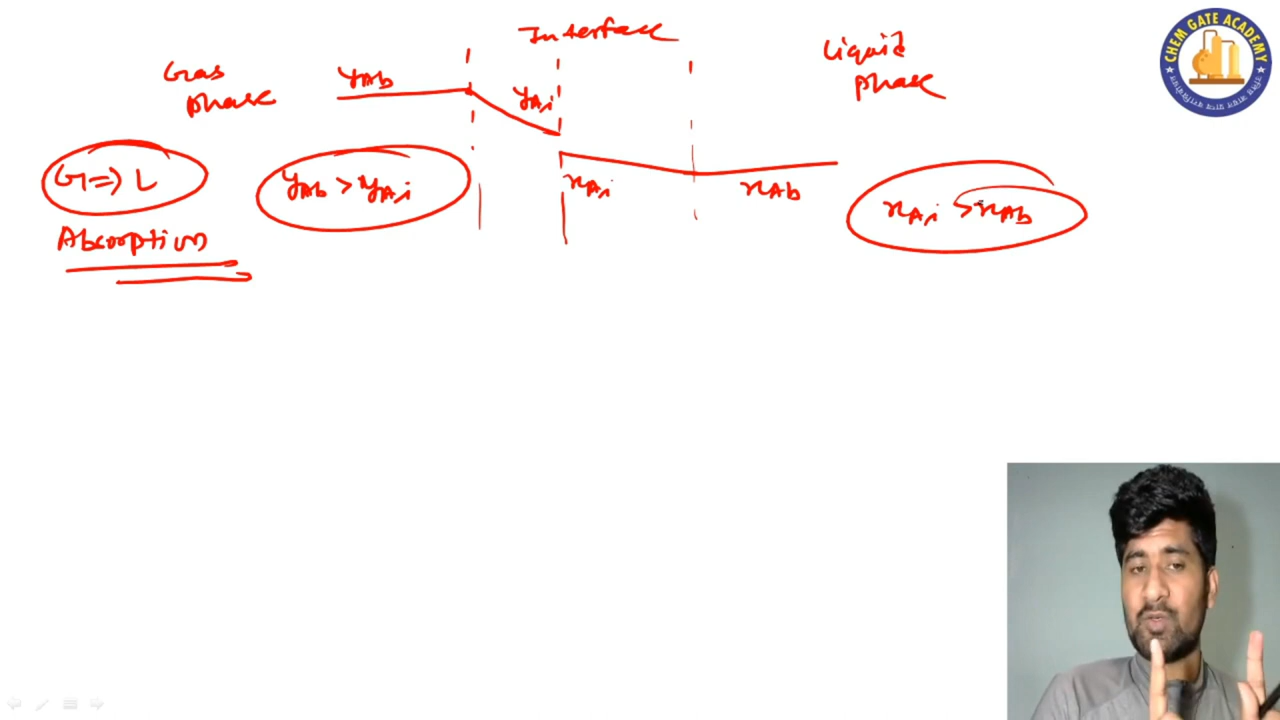 Interface
Gas phase
Liquid phase
yAb
yAi
xAi
xAb
G => L
yAb > yAi
xAi > xAb
Absorption
CHEM GATE ACADEMY